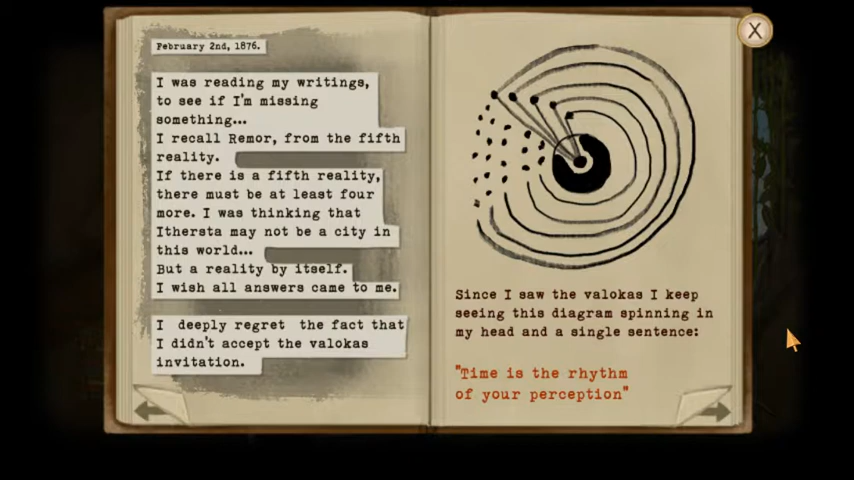 February 2nd, 1876.
I was reading my writings,
to see if I'm missing
something...
I recall Remor, from the fifth
reality.
If there is a fifth reality,
there must be at least four
more. I was thinking that
Ithersta may not be a city in
this world...
But a reality by itself.
I wish all answers came to me.
I deeply regret the fact that
I didn't accept the valokas
invitation.
Since I saw the valokas I keep
seeing this diagram spinning in
my head and a single sentence:
"Time is the rhythm
of your perception"
X